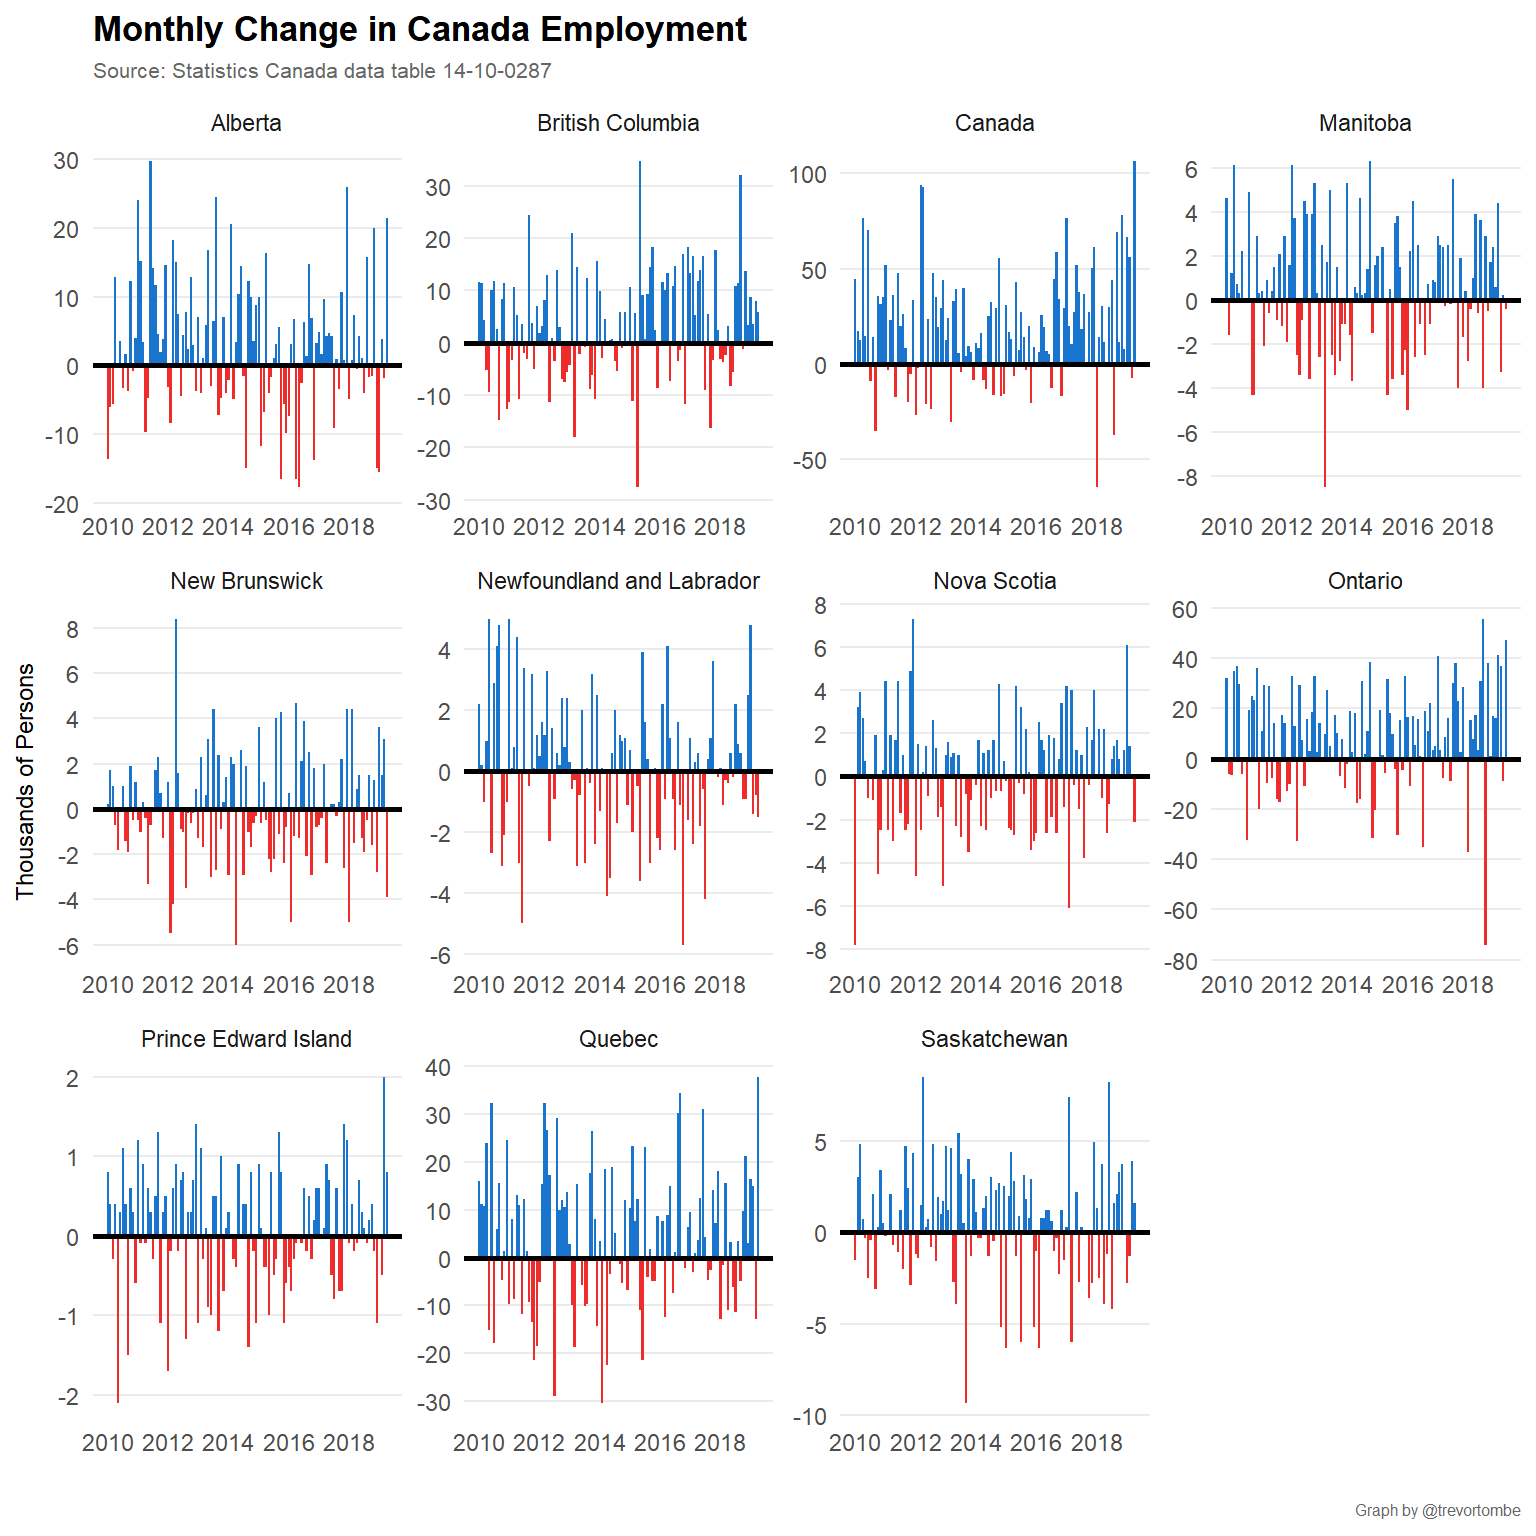 Monthly Change in Canada Employment
Source: Statistics Canada data table 14-10-0287
Alberta
British Columbia
Canada
Manitoba
30
20
10
0
-10
-20
30
20
10
0
-10
-20
-30
100
50
0
-50
6
4
2
0
-2
-4
-6
-8
2010 2012 2014 2016 2018
2010 2012 2014 2016 2018
2010 2012 2014 2016 2018
2010 2012 2014 2016 2018
Thousands of Persons
New Brunswick
Newfoundland and Labrador
Nova Scotia
Ontario
8
6
4
2
0
-2
-4
-6
4
2
0
-2
-4
-6
8
6
4
2
0
-2
-4
-6
-8
60
40
20
0
-20
-40
-60
-80
2010 2012 2014 2016 2018
2010 2012 2014 2016 2018
2010 2012 2014 2016 2018
2010 2012 2014 2016 2018
Prince Edward Island
Quebec
Saskatchewan
2
1
0
-1
-2
40
30
20
10
0
-10
-20
-30
5
0
-5
-10
2010 2012 2014 2016 2018
2010 2012 2014 2016 2018
2010 2012 2014 2016 2018
Graph by @trevortombe